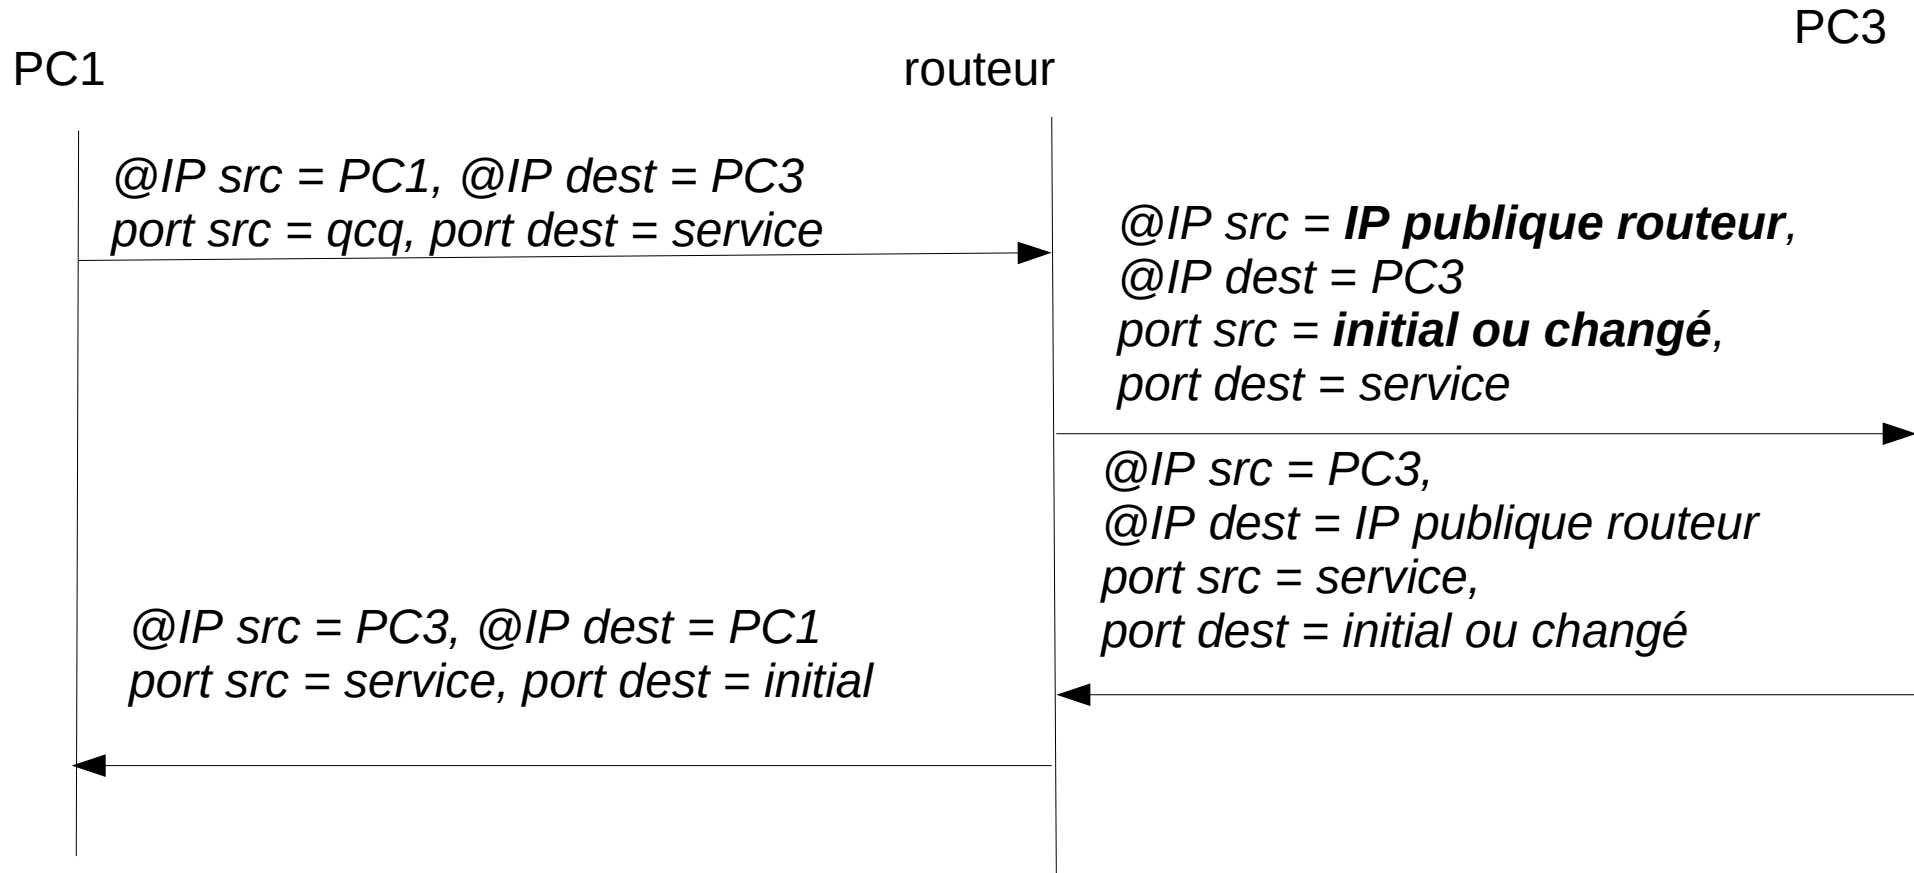 PC3
PC1
routeur
@IP src = PC1, @IP dest = PC3
port src = qcq, port dest = service
@IP src = IP publique routeur,
@IP dest = PC3
port src = initial ou changé,
port dest = service
@IP src = PC3,
@IP dest = IP publique routeur
port src = service,
port dest = initial ou changé
@IP src = PC3, @IP dest = PC1
port src = service, port dest = initial